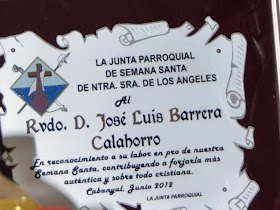 LA JUNTA PARROQUIAL
DE SEMANA SANTA
DE NTRA. SRA. DE LOS ANGELES
Al
Rvdo. D. José Luis Barrera
Calahorro
En reconocimiento a su labor en pro de nuestra
Semana Santa, contribuyendo a forjarla más
auténtica y sobre todo cristiana.
Cabanyal, Junio 2012
LA JUNTA PARROQUIAL